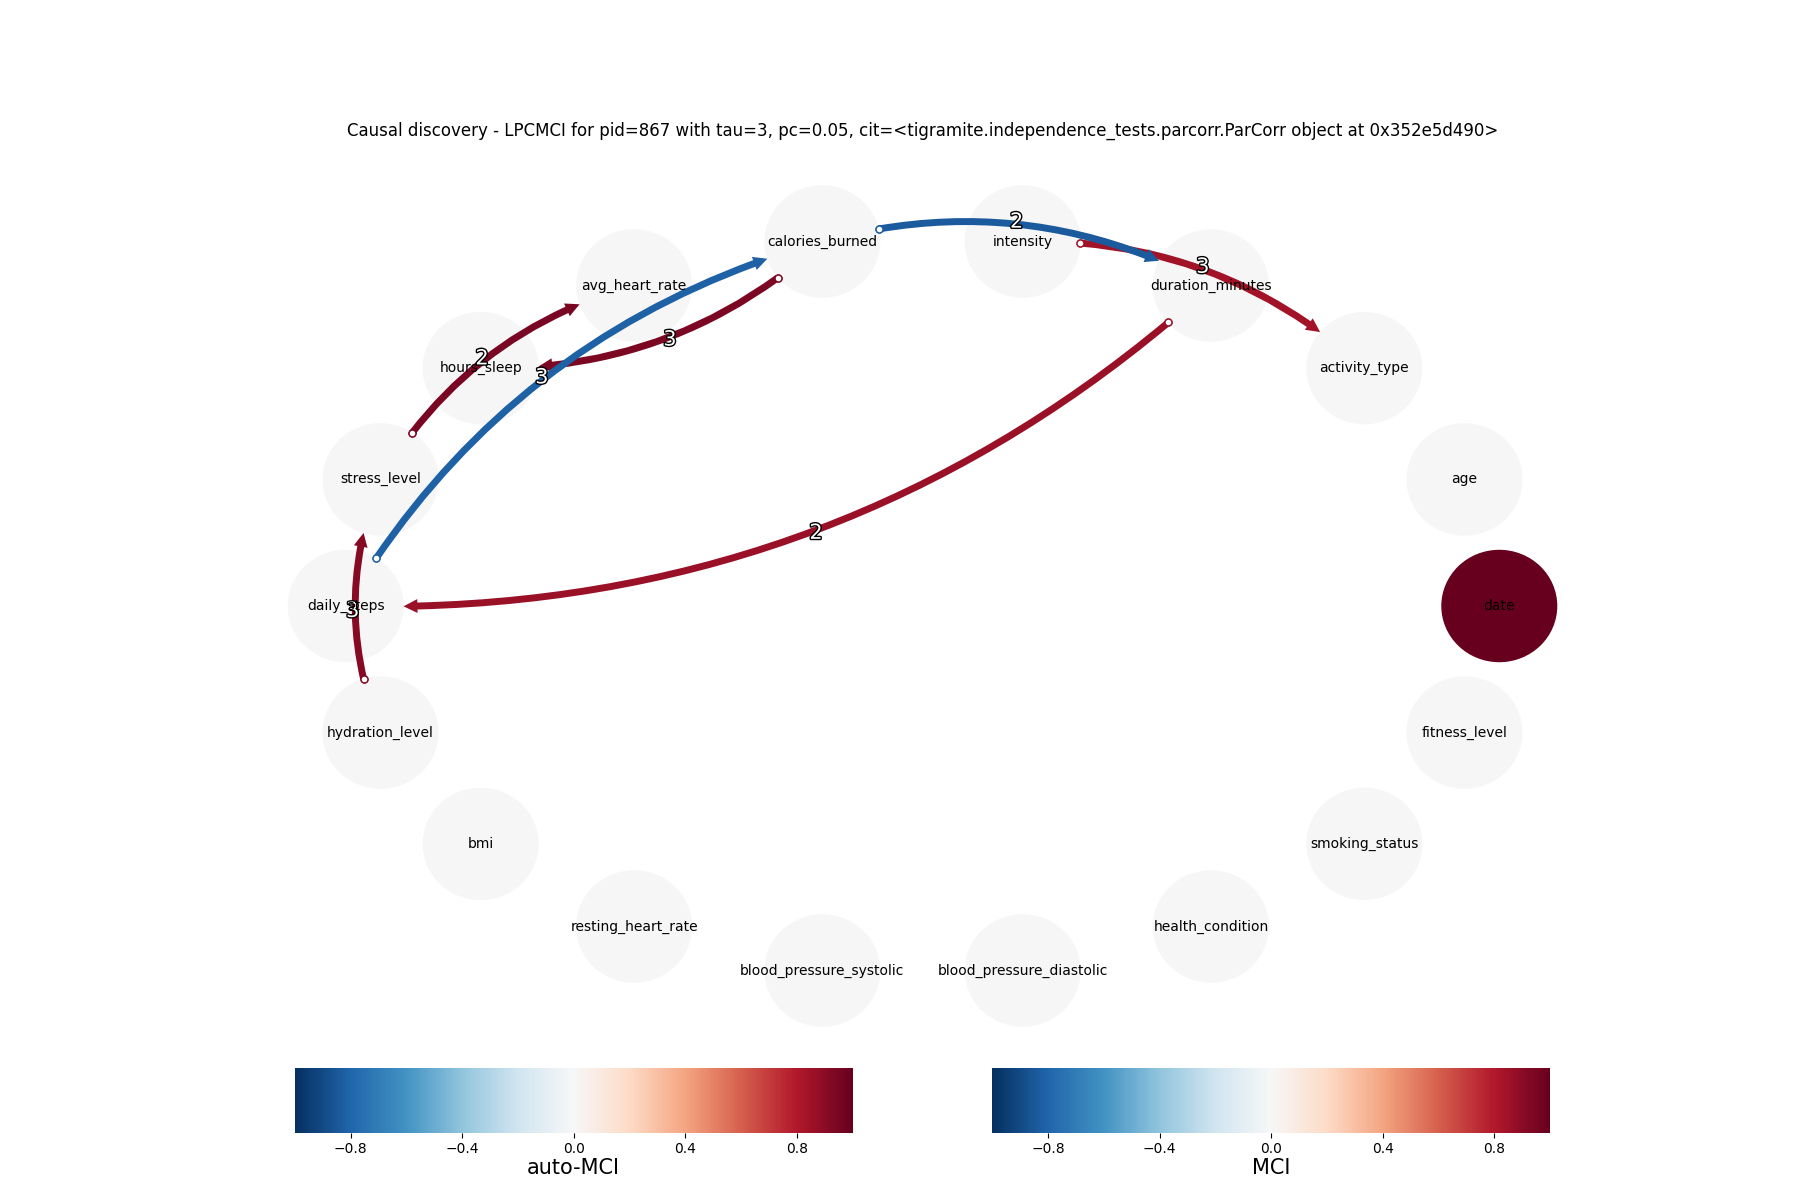 Causal discovery - LPCMCI for pid=867 with tau=3, pc=0.05, cit=<tigramite.independence_tests.parcorr.ParCorr object at 0x352e5d490>
2
calories_burned
intensity
3
avg_heart_rate
duration_minutes
3
2
hours_sleep
3
activity_type
stress_level
age
2
daily_steps
3
date
hydration_level
fitness_level
bmi
smoking_status
resting_heart_rate
health_condition
blood_pressure_systolic
blood_pressure_diastolic
−0.8 −0.4 0.0 0.4 0.8
auto-MCI
−0.8 −0.4 0.0 0.4 0.8
MCI